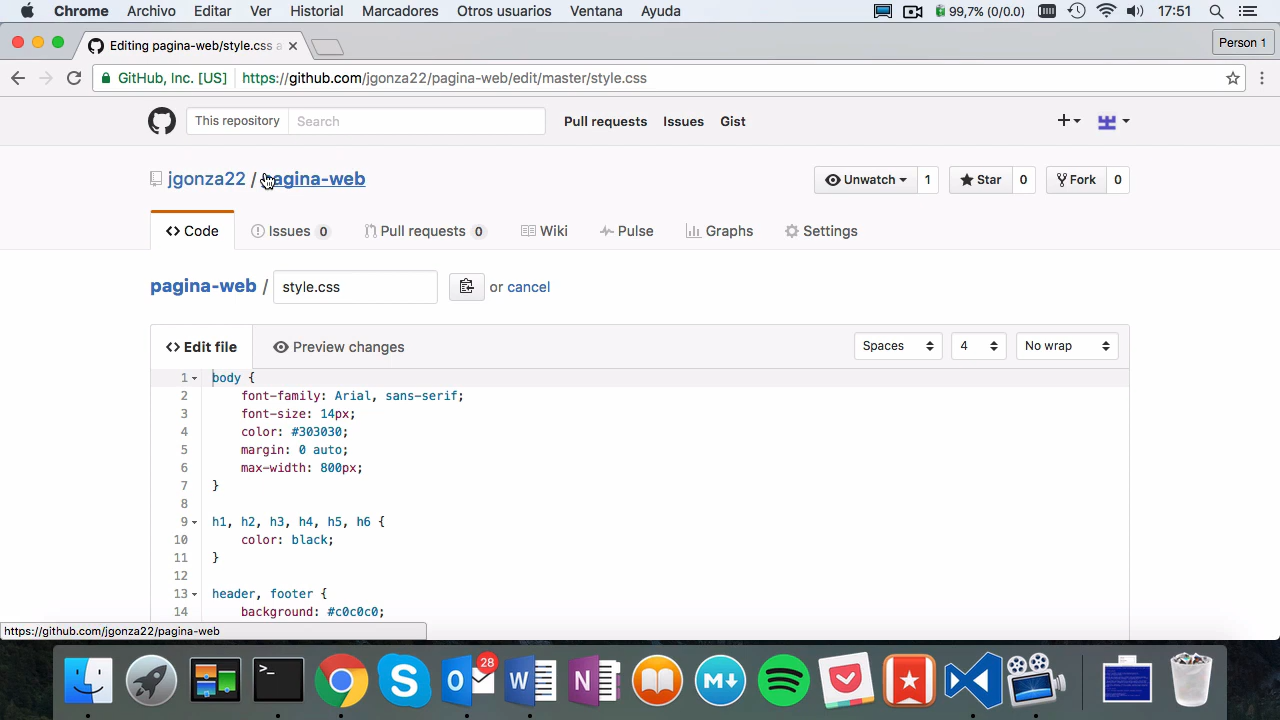 Chrome Archivo Editar Ver Historial Marcadores Otros usuarios Ventana Ayuda 99,7% (0/0.0) 17:51
Editing pagina-web/style.css a
Person 1
GitHub, Inc. [US] https://github.com/jgonza22/pagina-web/edit/master/style.css
This repository Search Pull requests Issues Gist
jgonza22 / pagina-web Unwatch 1 Star 0 Fork 0
Code Issues 0 Pull requests 0 Wiki Pulse Graphs Settings
pagina-web / style.css or cancel
Edit file Preview changes Spaces 4 No wrap
1 body {
2 font-family: Arial, sans-serif;
3 font-size: 14px;
4 color: #303030;
5 margin: 0 auto;
6 max-width: 800px;
7 }
8
9 h1, h2, h3, h4, h5, h6 {
10 color: black;
11 }
12
13 header, footer {
14 background: #c0c0c0;
https://github.com/jgonza22/pagina-web
28